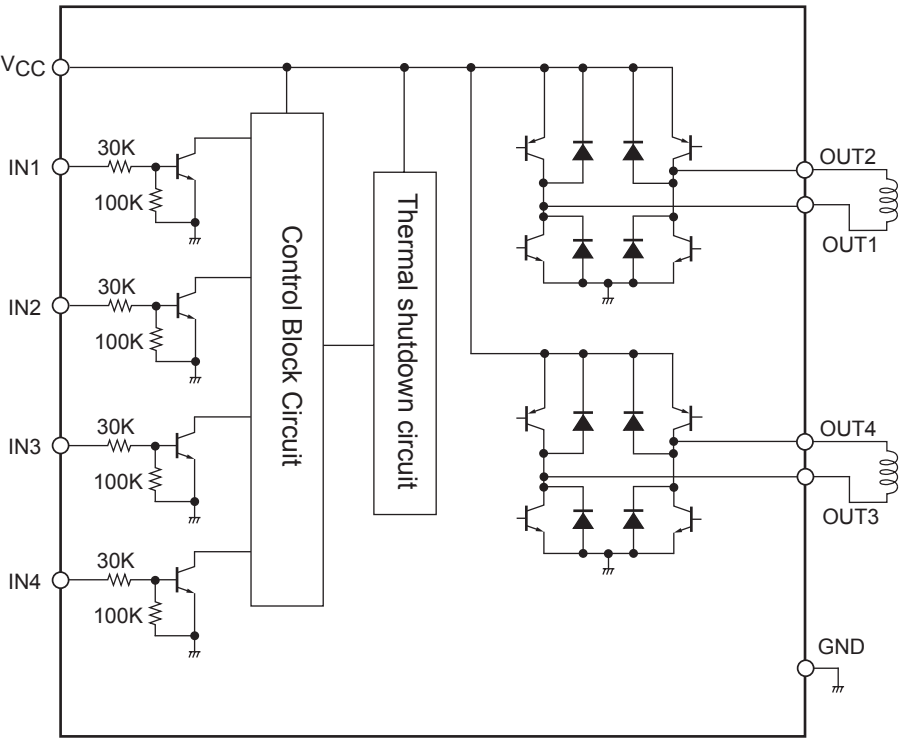 VCC
IN1
30K
100K
IN2
30K
100K
IN3
30K
100K
IN4
30K
100K
Control Block Circuit
Thermal shutdown circuit
OUT2
OUT1
OUT4
OUT3
GND